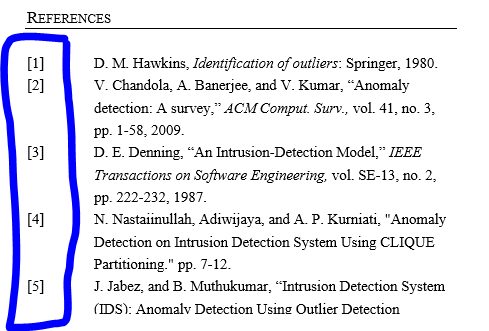 REFERENCES
[1] D. M. Hawkins, Identification of outliers: Springer, 1980.
[2] V. Chandola, A. Banerjee, and V. Kumar, “Anomaly
detection: A survey,” ACM Comput. Surv., vol. 41, no. 3,
pp. 1-58, 2009.
[3] D. E. Denning, “An Intrusion-Detection Model,” IEEE
Transactions on Software Engineering, vol. SE-13, no. 2,
pp. 222-232, 1987.
[4] N. Nastaiinullah, Adiwijaya, and A. P. Kurniati, "Anomaly
Detection on Intrusion Detection System Using CLIQUE
Partitioning." pp. 7-12.
[5] J. Jabez, and B. Muthukumar, “Intrusion Detection System
(IDS): Anomaly Detection Using Outlier Detection